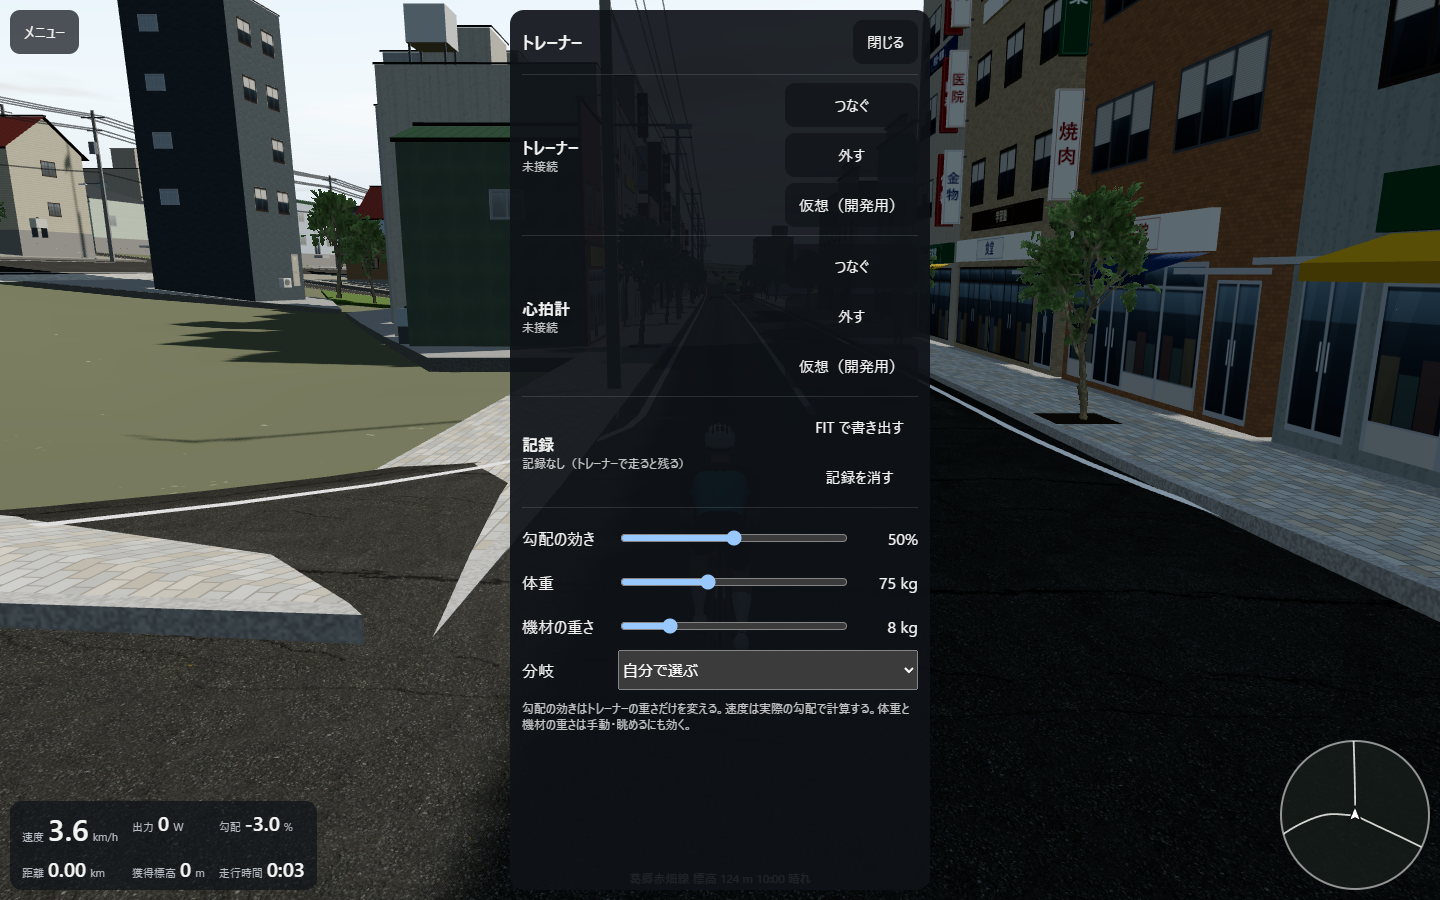 メニュー
トレーナー
閉じる
トレーナー
未接続
つなぐ
外す
仮想（開発用）
心拍計
未接続
つなぐ
外す
仮想（開発用）
記録
記録なし（トレーナーで走ると残る）
FIT で書き出す
記録を消す
勾配の効き
50%
体重
75 kg
機材の重さ
8 kg
分岐
自分で選ぶ
勾配の効きはトレーナーの重さだけを変える。速度は実際の勾配で計算する。体重と
機材の重さは手動・眺めるにも効く。
医院
焼肉
金物
食堂
速度 3.6 km/h
出力 0 W
勾配 -3.0 %
距離 0.00 km
獲得標高 0 m
走行時間 0:03
標高 124 m 10:00 晴れ